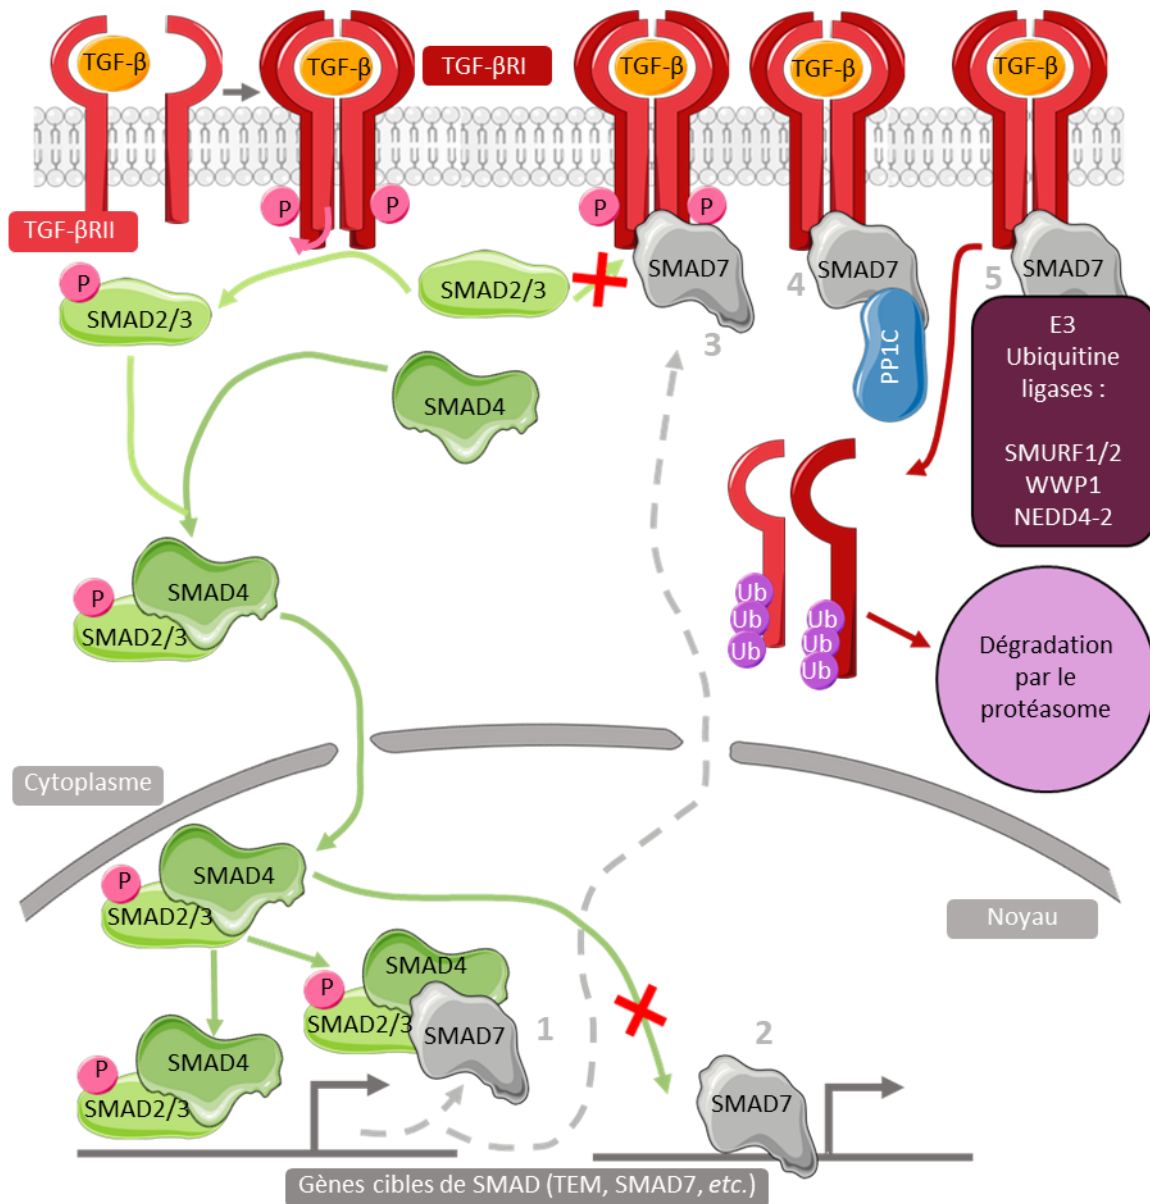 TGF-β
TGF-β
TGF-βRI
TGF-β
TGF-β
TGF-β
P
P
P
P
TGF-βRII
SMAD7
SMAD7
SMAD7
4
5
P
SMAD2/3
SMAD2/3
3
PP1C
E3
Ubiquitine
ligases :
SMURF1/2
WWP1
NEDD4-2
SMAD4
SMAD4
P
SMAD2/3
Ub
Ub
Ub
Ub
Ub
Ub
Dégradation
par le
protéasome
Cytoplasme
Noyau
SMAD4
P
SMAD2/3
SMAD4
P
SMAD2/3
SMAD7
1
2
SMAD4
P
SMAD2/3
SMAD7
Gènes cibles de SMAD (TEM, SMAD7, etc.)